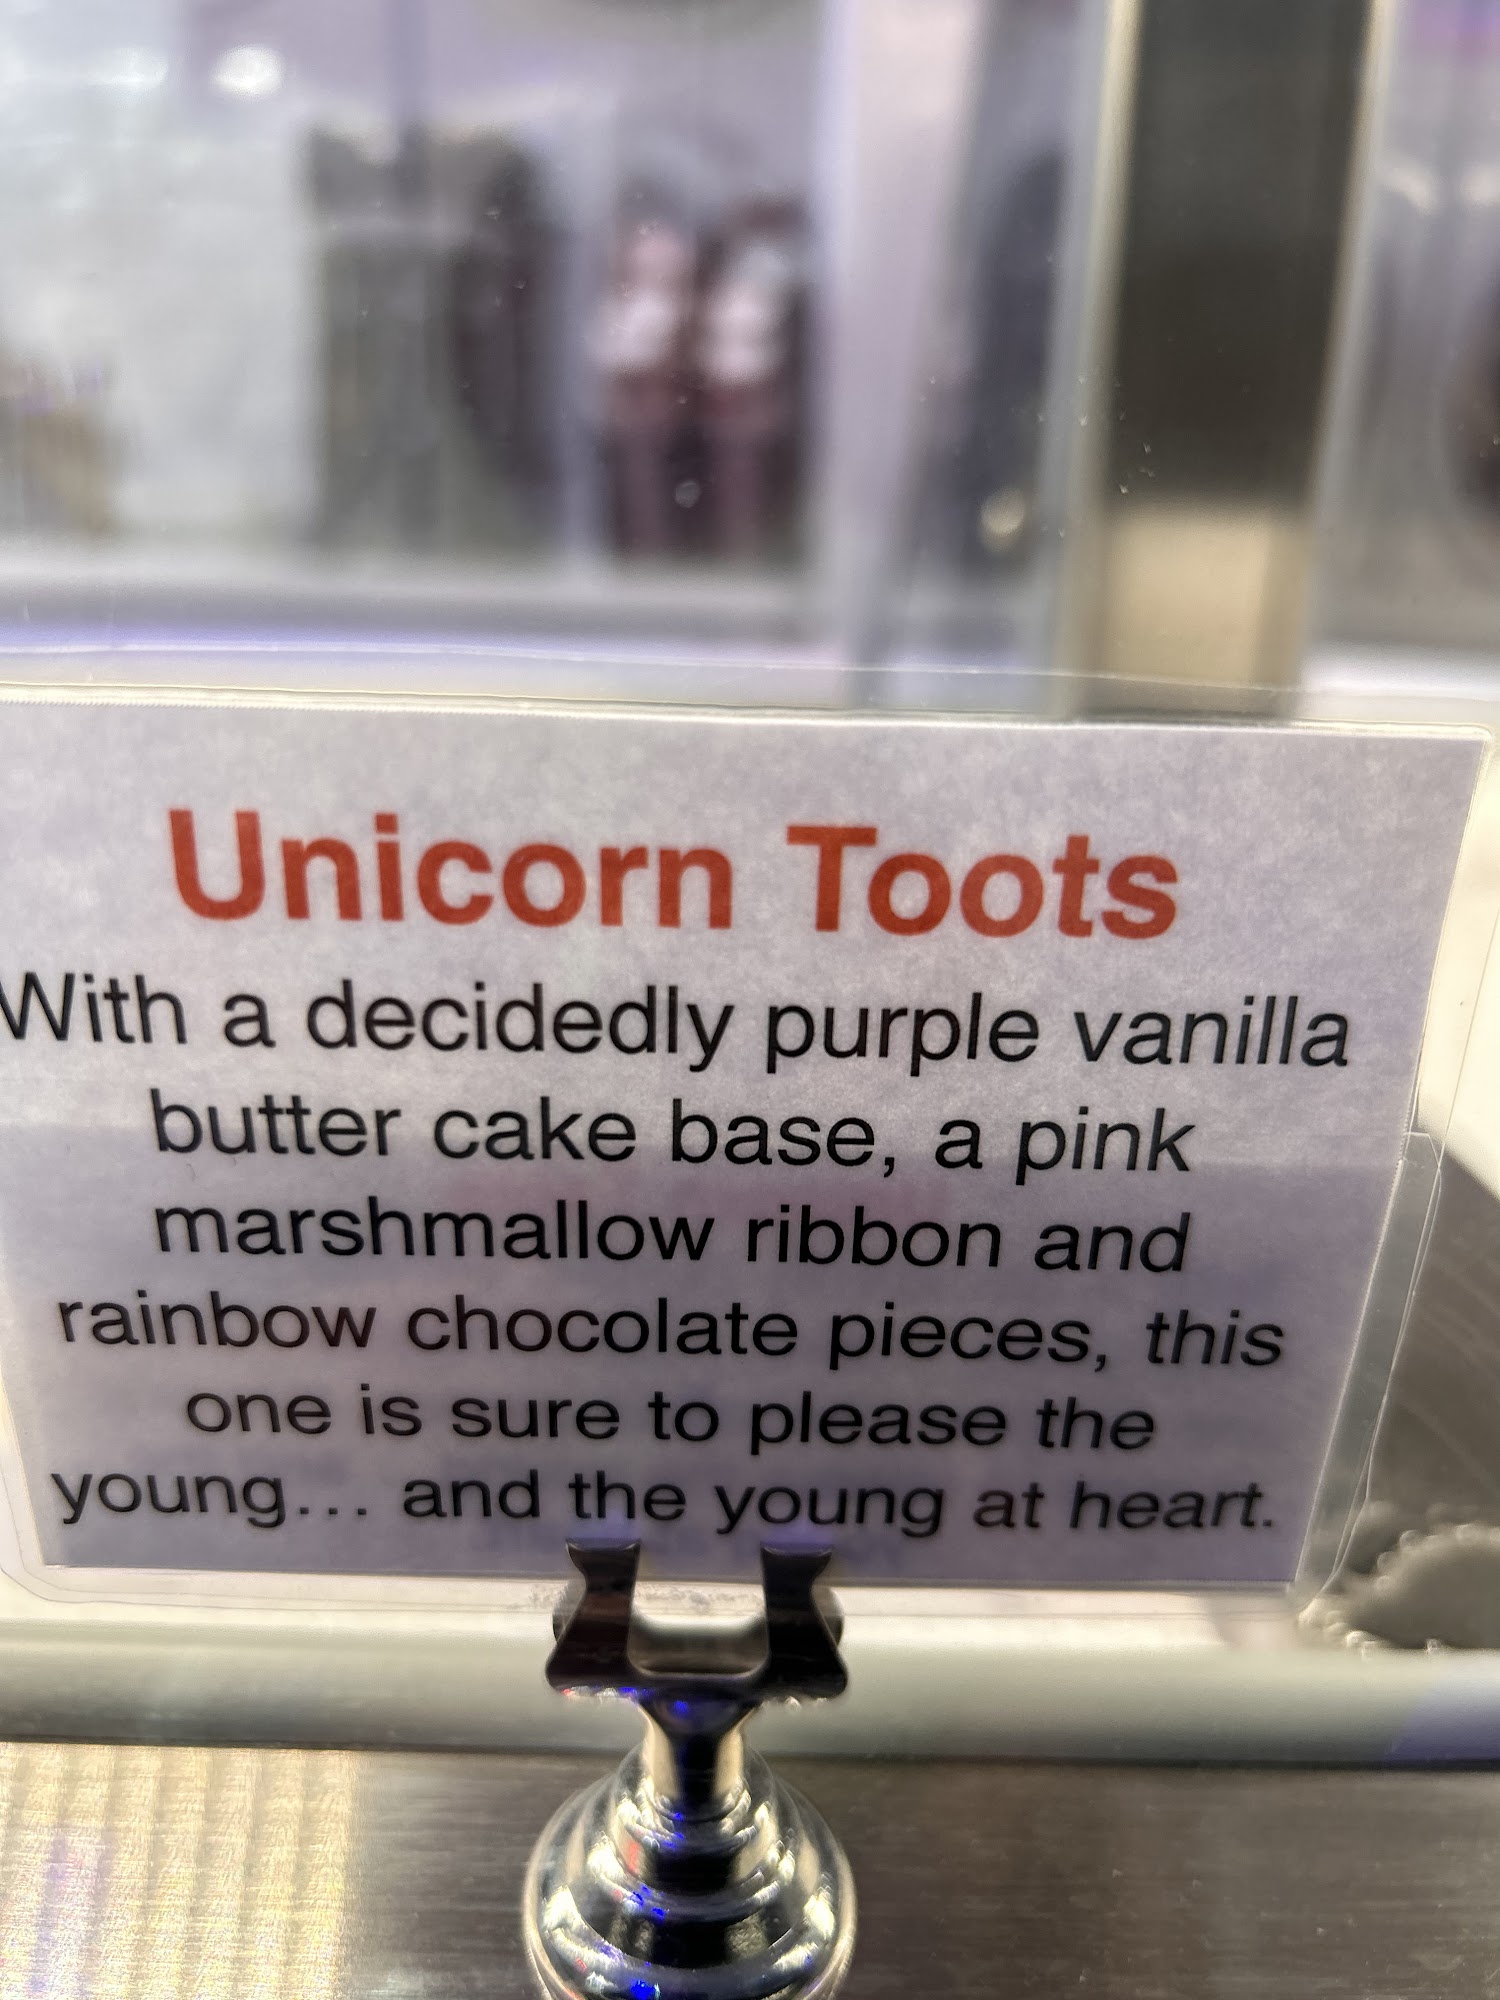 Unicorn Toots
With a decidedly purple vanilla
butter cake base, a pink
marshmallow ribbon and
rainbow chocolate pieces, this
one is sure to please the
young... and the young at heart.